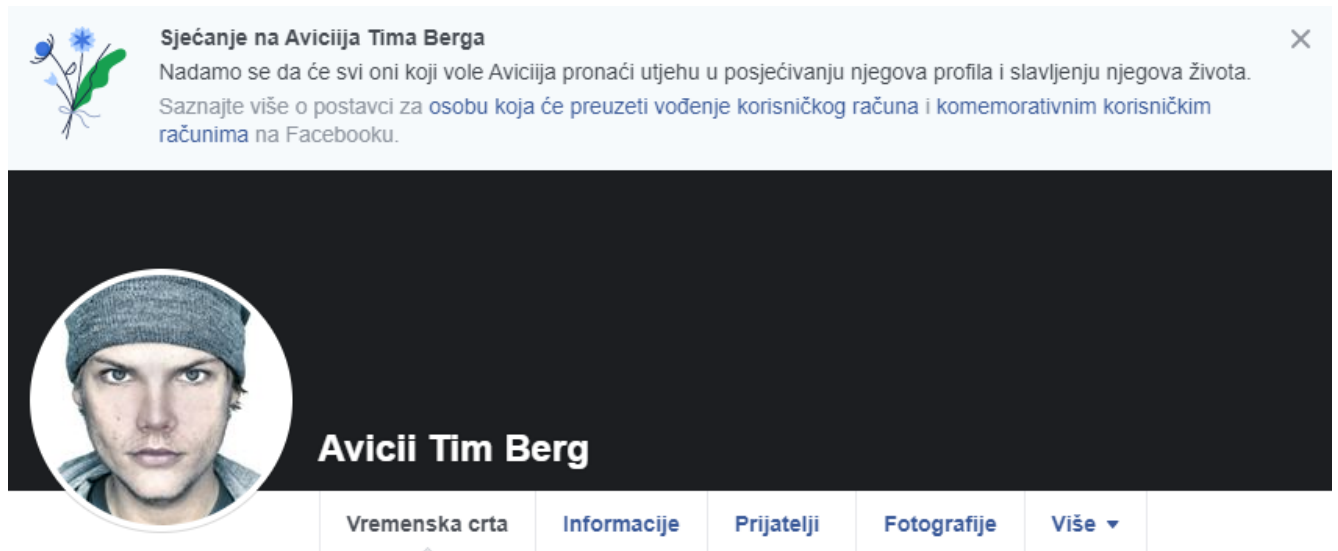 Sjećanje na Aviciija Tima Berga
Nadamo se da će svi oni koji vole Aviciija pronaći utjehu u posjećivanju njegova profila i slavljenju njegova života.
Saznajte više o postavci za osobu koja će preuzeti vođenje korisničkog računa i komemorativnim korisničkim
računima na Facebooku.
Avicii Tim Berg
Vremenska crta Informacije Prijatelji Fotografije Više